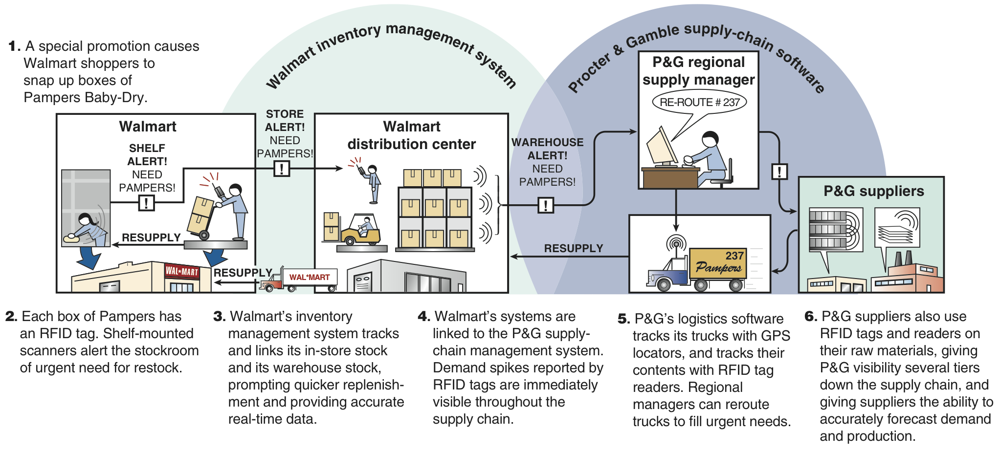 Walmart inventory management system
Procter & Gamble supply-chain software
1. A special promotion causes
Walmart shoppers to
snap up boxes of
Pampers Baby-Dry.
Walmart
SHELF
ALERT!
NEED
PAMPERS!
!
RESUPPLY
WAL*MART
STORE
ALERT!
NEED
PAMPERS!
!
RESUPPLY
WAL*MART
Walmart
distribution center
WAREHOUSE
ALERT!
NEED
PAMPERS!
!
RESUPPLY
P&G regional
supply manager
RE-ROUTE # 237
!
237
Pampers
P&G suppliers
2. Each box of Pampers has
an RFID tag. Shelf-mounted
scanners alert the stockroom
of urgent need for restock.
3. Walmart’s inventory
management system tracks
and links its in-store stock
and its warehouse stock,
prompting quicker replenish-
ment and providing accurate
real-time data.
4. Walmart’s systems are
linked to the P&G supply-
chain management system.
Demand spikes reported by
RFID tags are immediately
visible throughout the
supply chain.
5. P&G’s logistics software
tracks its trucks with GPS
locators, and tracks their
contents with RFID tag
readers. Regional
managers can reroute
trucks to fill urgent needs.
6. P&G suppliers also use
RFID tags and readers on
their raw materials, giving
P&G visibility several tiers
down the supply chain, and
giving suppliers the ability to
accurately forecast demand
and production.